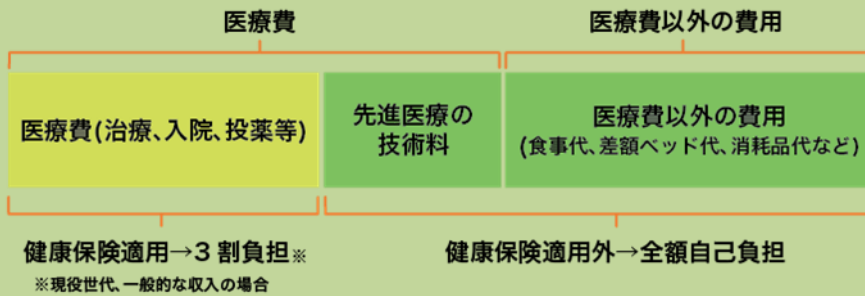 医療費
医療費以外の費用
医療費(治療、入院、投薬等)
先進医療の
技術料
医療費以外の費用
(食事代、差額ベッド代、消耗品代など)
健康保険適用→3割負担※
※現役世代、一般的な収入の場合
健康保険適用外→全額自己負担